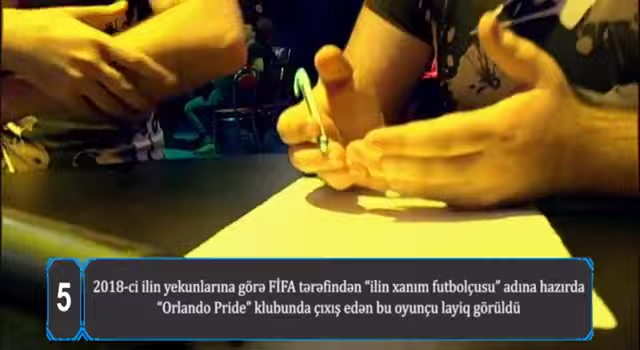 5
2018-ci ilin yekunlarına görə FİFA tərəfindən “ilin xanım futbolçusu” adına hazırda
“Orlando Pride” klubunda çıxış edən bu oyunçu layiq görüldü